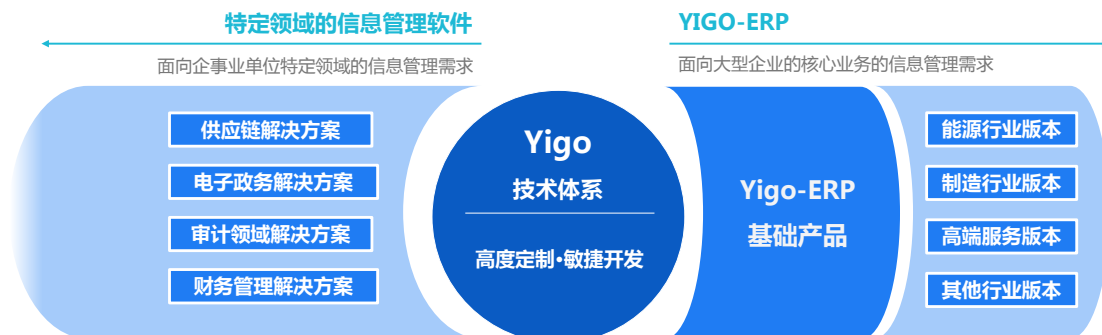 特定领域的信息管理软件
面向企事业单位特定领域的信息管理需求
供应链解决方案
电子政务解决方案
审计领域解决方案
财务管理解决方案
Yigo
技术体系
高度定制·敏捷开发
YIGO-ERP
面向大型企业的核心业务的信息管理需求
Yigo-ERP
基础产品
能源行业版本
制造行业版本
高端服务版本
其他行业版本